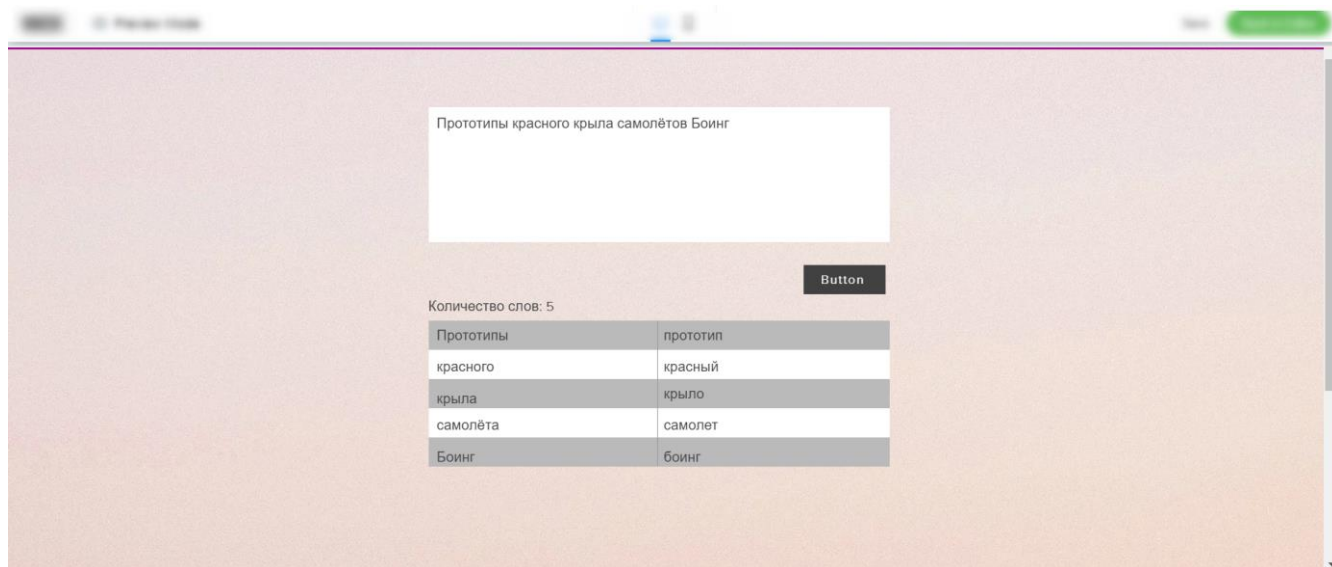 Прототипы красного крыла самолётов Боинг
Button
Количество слов: 5
Прототипы прототип
красного красный
крыла крыло
самолёта самолет
Боинг боинг